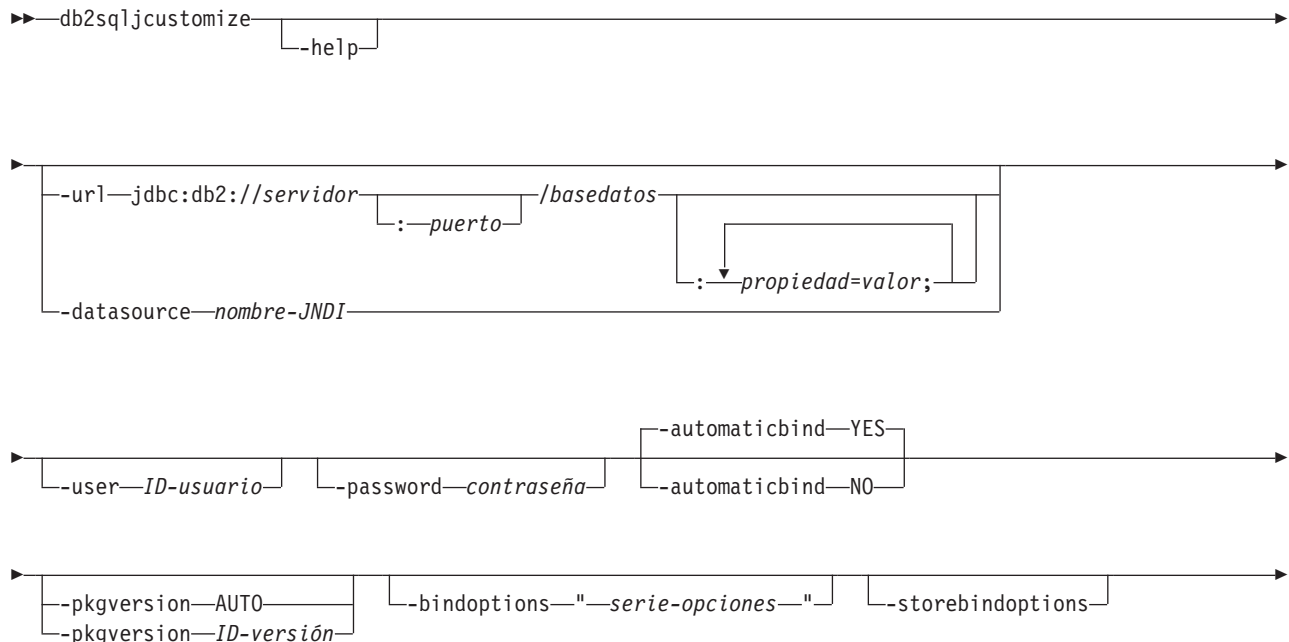 db2sqljcustomize
-help
-url jdbc:db2://servidor /basedatos
: puerto
: propiedad=valor;
-datasource nombre-JNDI
-automaticbind YES
-user ID-usuario -password contraseña -automaticbind NO
-pkgversion AUTO -bindoptions " serie-opciones " -storebindoptions
-pkgversion ID-versión